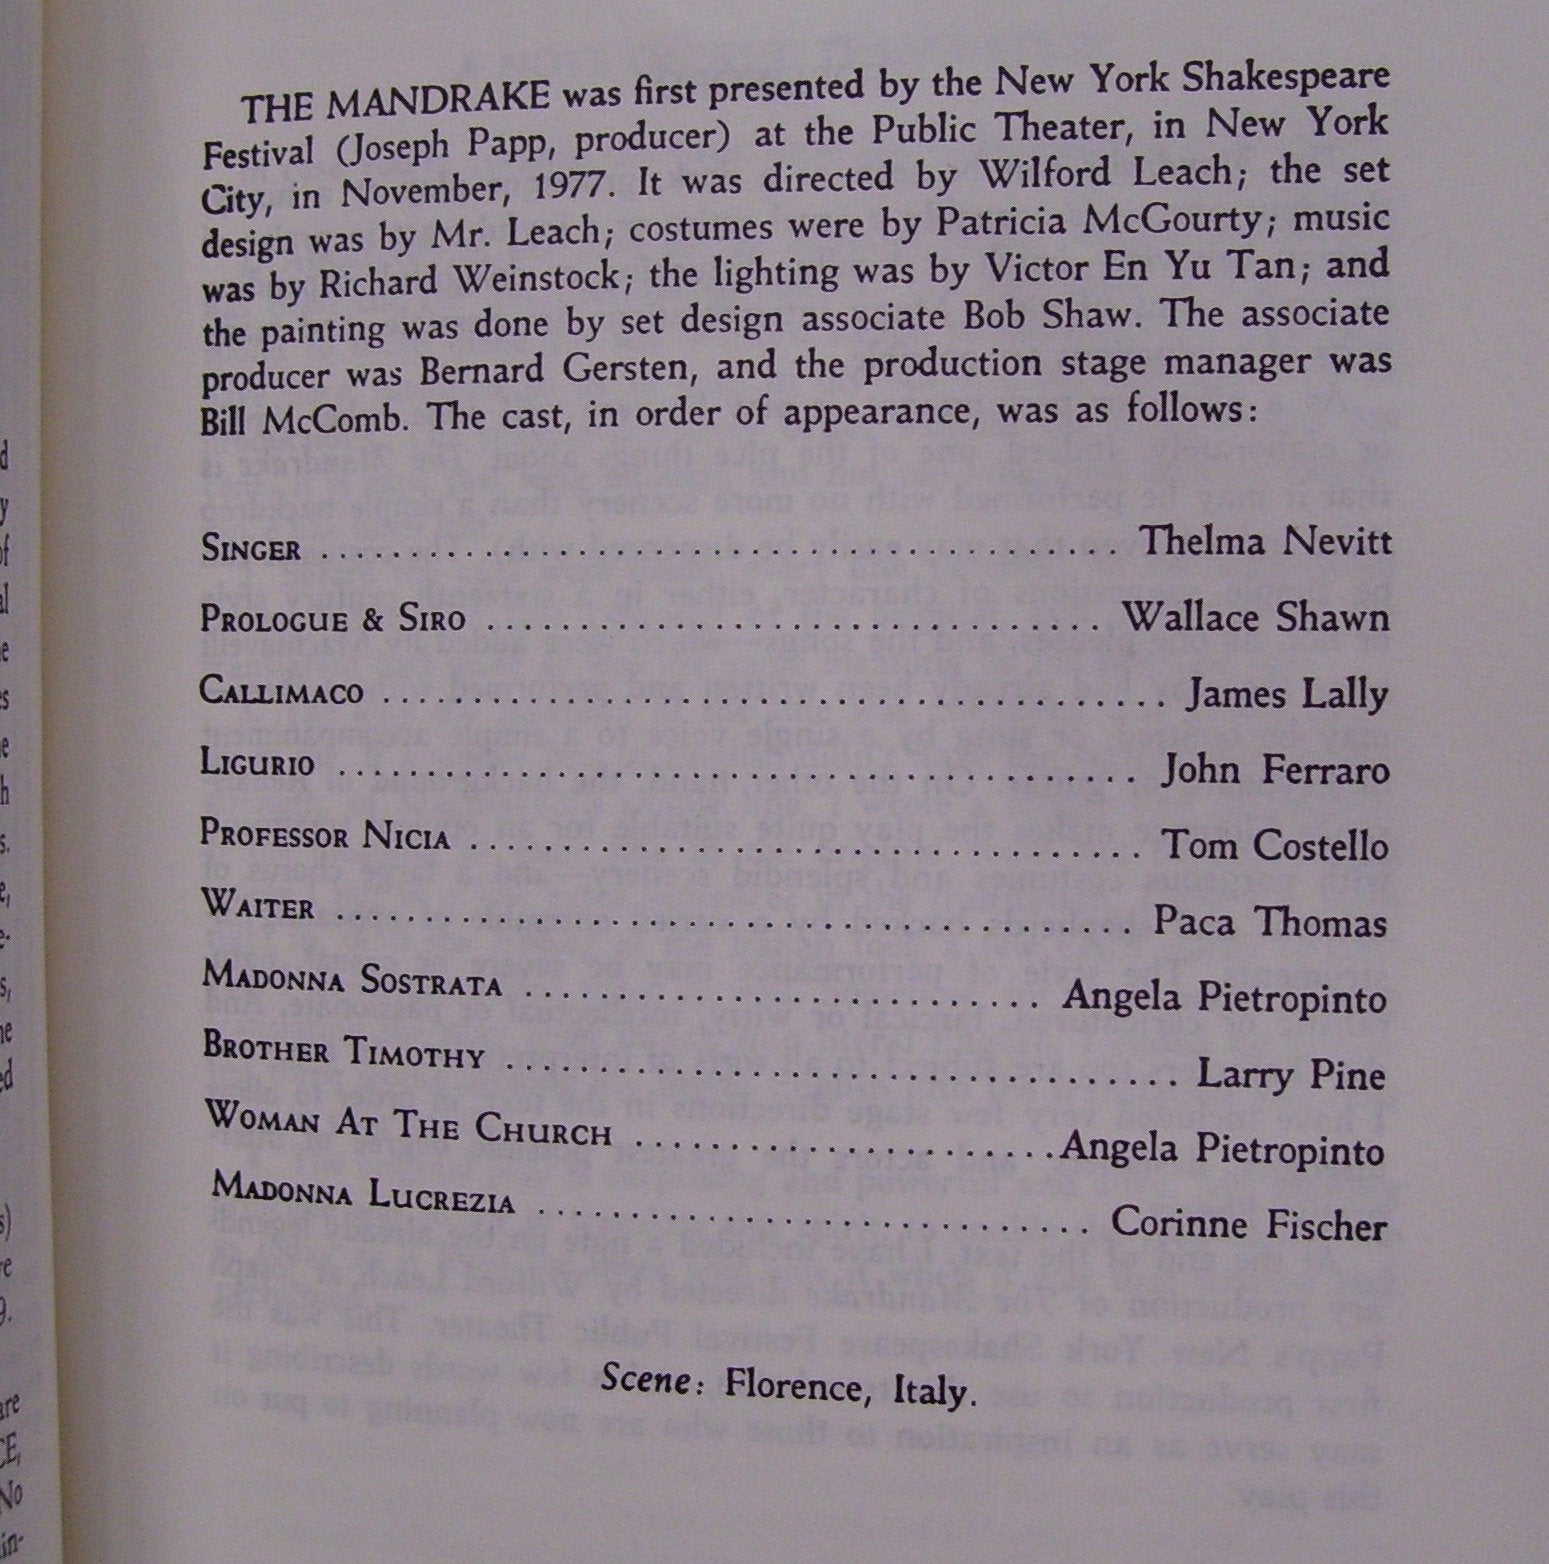 THE MANDRAKE was first presented by the New York Shakespeare
Festival (Joseph Papp, producer) at the Public Theater, in New York
City, in November, 1977. It was directed by Wilford Leach; the set
design was by Mr. Leach; costumes were by Patricia McGourty; music
was by Richard Weinstock; the lighting was by Victor En Yu Tan; and
the painting was done by set design associate Bob Shaw. The associate
producer was Bernard Gersten, and the production stage manager was
Bill McComb. The cast, in order of appearance, was as follows:
SINGER ........................................ Thelma Nevitt
PROLOGUE & SIRO ................................ Wallace Shawn
CALLIMACO ........................................ James Lally
LIGURIO ........................................ John Ferraro
PROFESSOR NICIA .................................. Tom Costello
WAITER ........................................ Paca Thomas
MADONNA SOSTRATA ........................... Angela Pietropinto
BROTHER TIMOTHY .................................. Larry Pine
WOMAN AT THE CHURCH ......................Angela Pietropinto
MADONNA LUCREZIA ............................ Corinne Fischer
Scene: Florence, Italy.